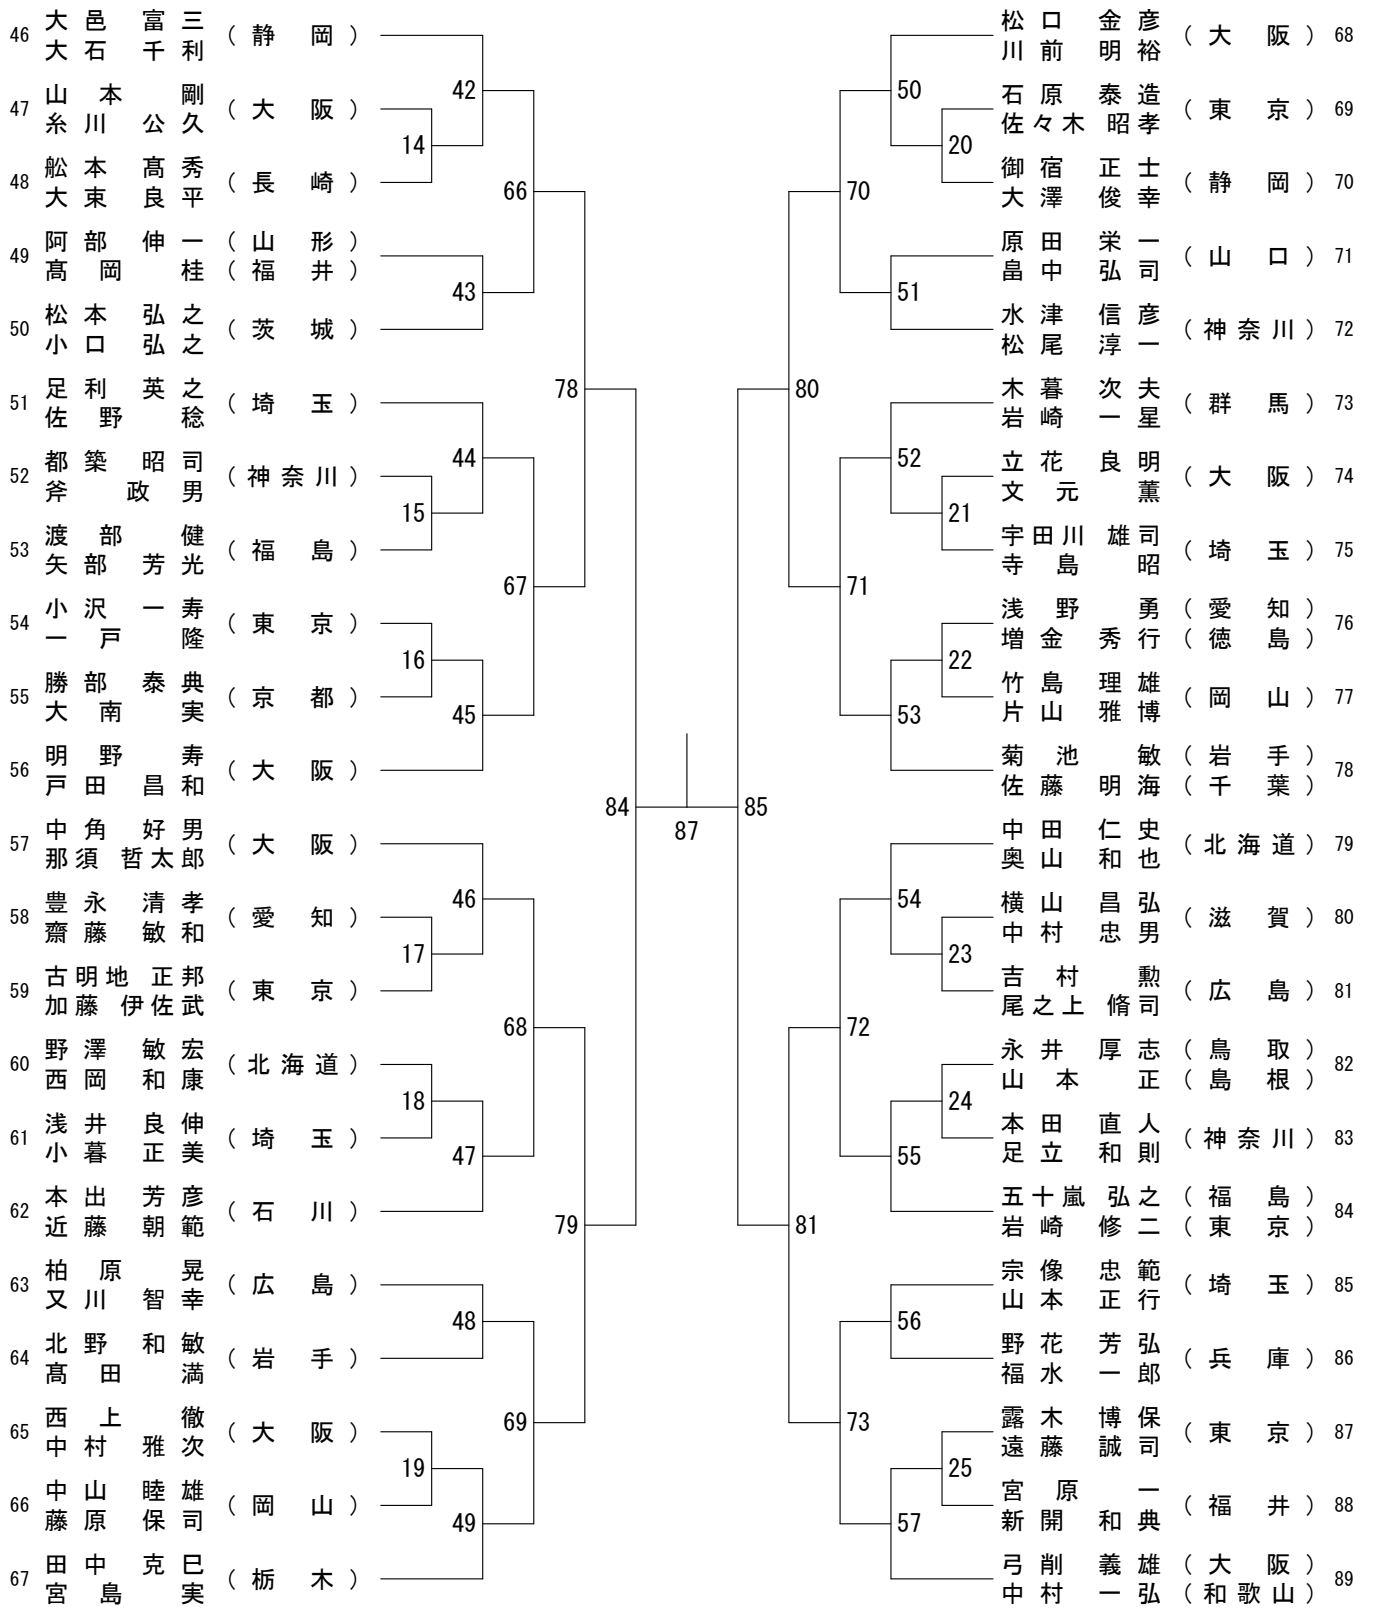 46 大邑 富三 (静岡)
大石 千利
47 山本 剛 (大阪)
糸川 公久
48 舩本 髙秀 (長崎)
大束 良平
49 阿部 伸一 (山形)
髙岡 桂 (福井)
50 松本 弘之 (茨城)
小口 弘之
51 足利 英之 (埼玉)
佐野 稔
52 都築 昭司 (神奈川)
斧 政男
53 渡部 健 (福島)
矢部 芳光
54 小沢 一寿 (東京)
一戸 隆
55 勝部 泰典 (京都)
大南 実
56 明野 寿 (大阪)
戸田 昌和
57 中角 好男 (大阪)
那須 哲太郎
58 豊永 清孝 (愛知)
齋藤 敏和
59 古明地 正邦 (東京)
加藤 伊佐武
60 野澤 敏宏 (北海道)
西岡 和康
61 浅井 良伸 (埼玉)
小暮 正美
62 本出 芳彦 (石川)
近藤 朝範
63 柏原 晃 (広島)
又川 智幸
64 北野 和敏 (岩手)
髙田 満
65 西上 徹 (大阪)
中村 雅次
66 中山 睦雄 (岡山)
藤原 保司
67 田中 克巳 (栃木)
宮島 実
42
14
66
43
78
44
15
67
16
45
84
46
17
68
18
47
79
48
69
19
49
87
85
50
20
70
51
80
52
21
71
22
53
54
23
72
24
55
81
56
73
25
57
松口 金彦 (大阪) 68
川前 明裕
石原 泰造 (東京) 69
佐々木 昭孝
御宿 正士 (静岡) 70
大澤 俊幸
原田 栄一 (山口) 71
畠中 弘司
水津 信彦 (神奈川) 72
松尾 淳一
木暮 次夫 (群馬) 73
岩崎 一星
立花 良明 (大阪) 74
文元 薫
宇田川 雄司 (埼玉) 75
寺島 昭
浅野 勇 (愛知) 76
増金 秀行 (徳島)
竹島 理雄 (岡山) 77
片山 雅博
菊池 敏 (岩手) 78
佐藤 明海 (千葉)
中田 仁史 (北海道) 79
奥山 和也
横山 昌弘 (滋賀) 80
中村 忠男
吉村 勲 (広島) 81
尾之上 脩司
永井 厚志 (鳥取) 82
山本 正 (島根)
本田 直人 (神奈川) 83
足立 和則
五十嵐 弘之 (福島) 84
岩崎 修二 (東京)
宗像 忠範 (埼玉) 85
山本 正行
野花 芳弘 (兵庫) 86
福水 一郎
露木 博保 (東京) 87
遠藤 誠司
宮原 一 (福井) 88
新開 和典
弓削 義雄 (大阪) 89
中村 一弘 (和歌山)